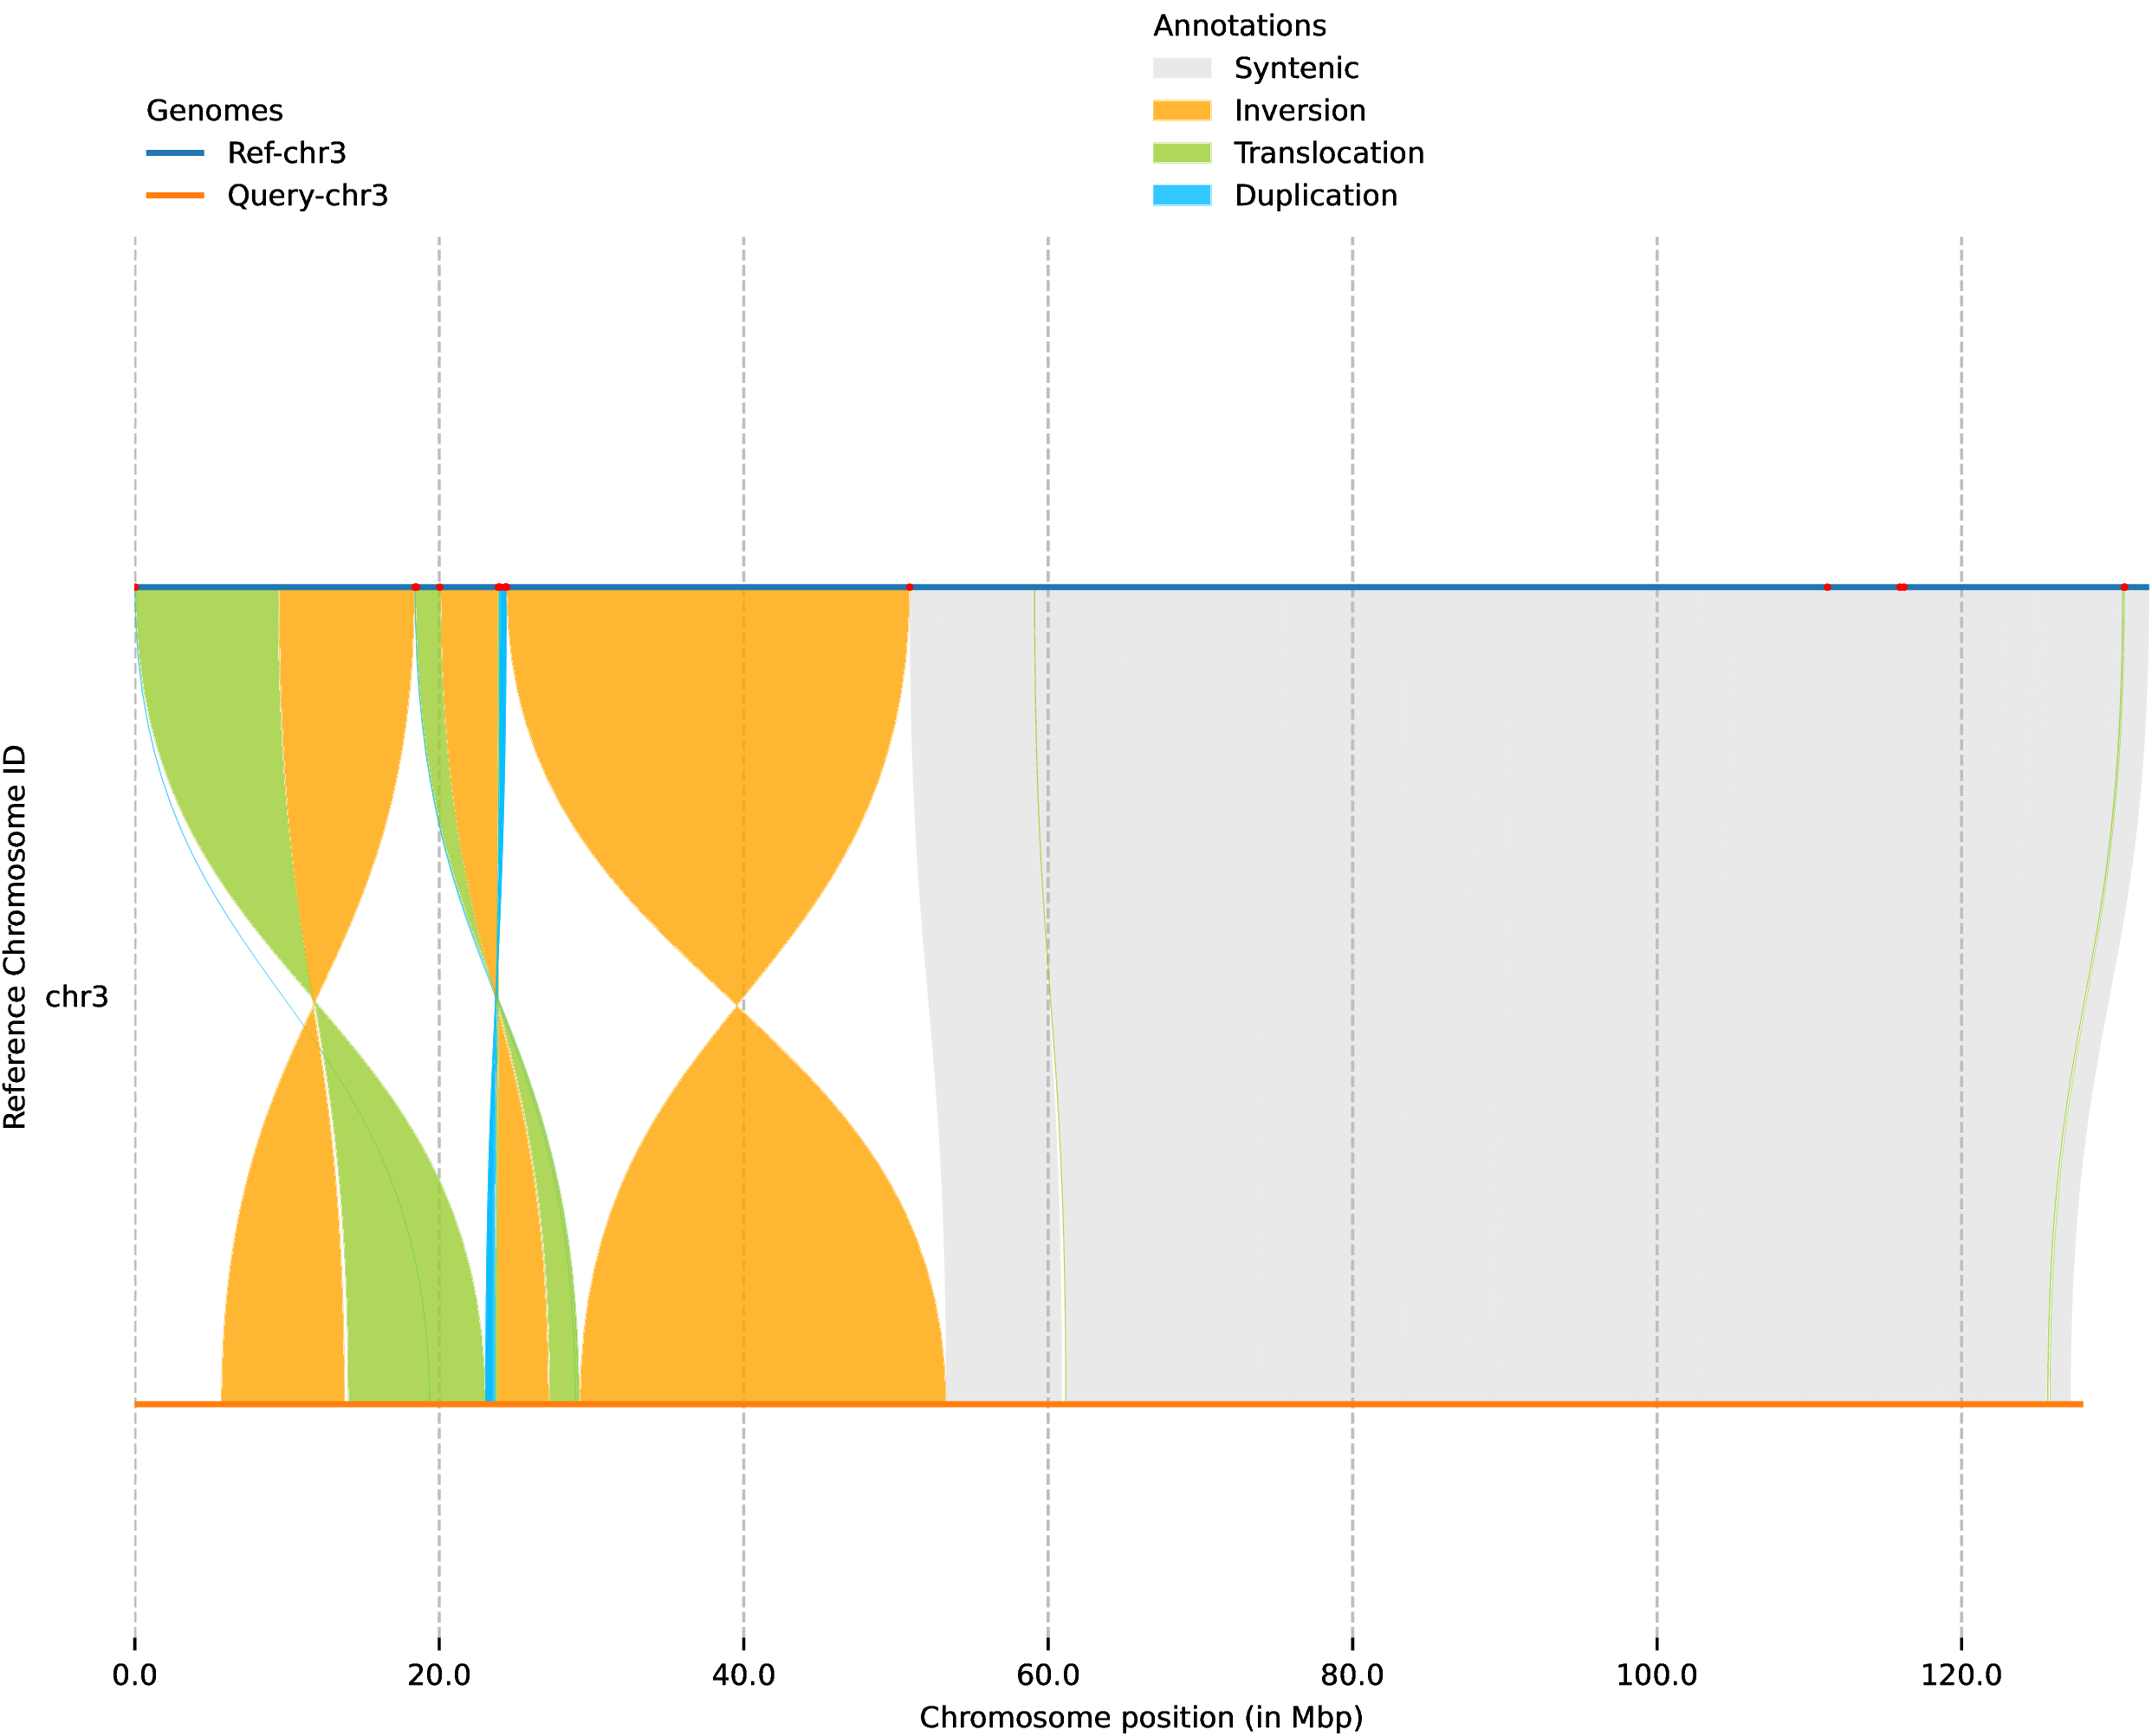 Genomes
Ref-chr3
Query-chr3
Annotations
Syntenic
Inversion
Translocation
Duplication
Reference Chromosome ID
chr3
0.0 20.0 40.0 60.0 80.0 100.0 120.0
Chromosome position (in Mbp)